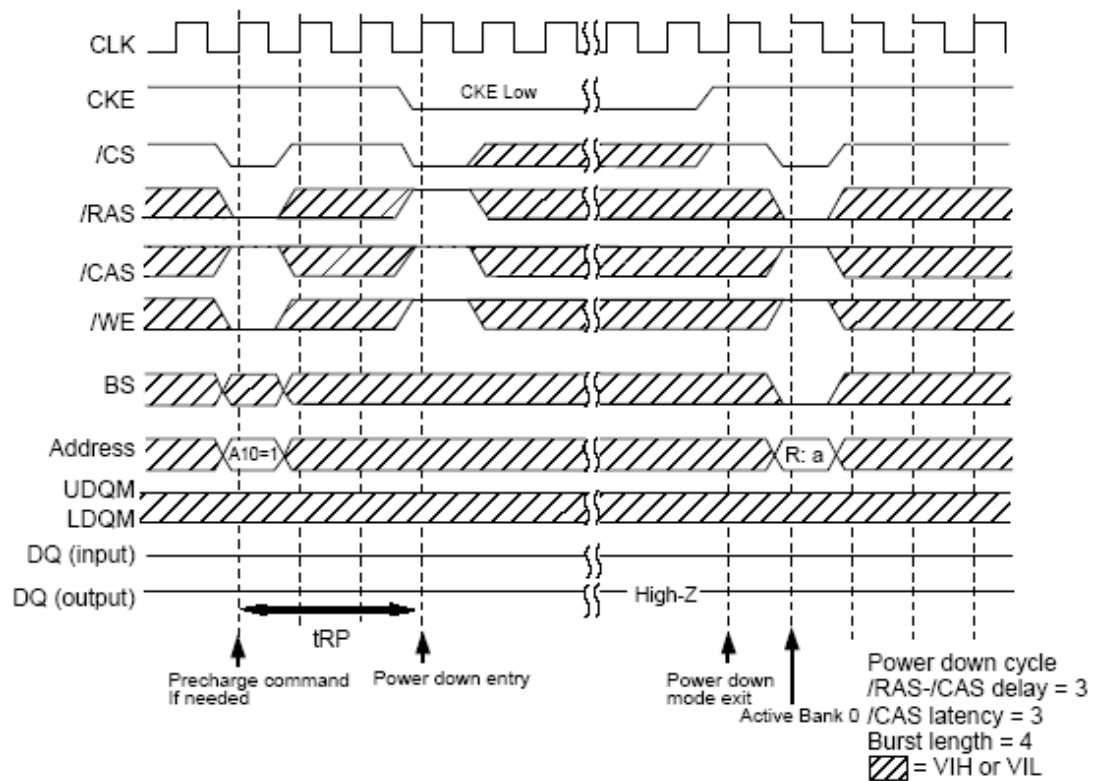 CLK
CKE
CKE Low
/CS
/RAS
/CAS
/WE
BS
Address
A10=1
R: a
UDQM
LDQM
DQ (input)
DQ (output)
High-Z
tRP
Precharge command
If needed
Power down entry
Power down
mode exit
Active Bank 0
Power down cycle
/RAS-/CAS delay = 3
/CAS latency = 3
Burst length = 4
= VIH or VIL